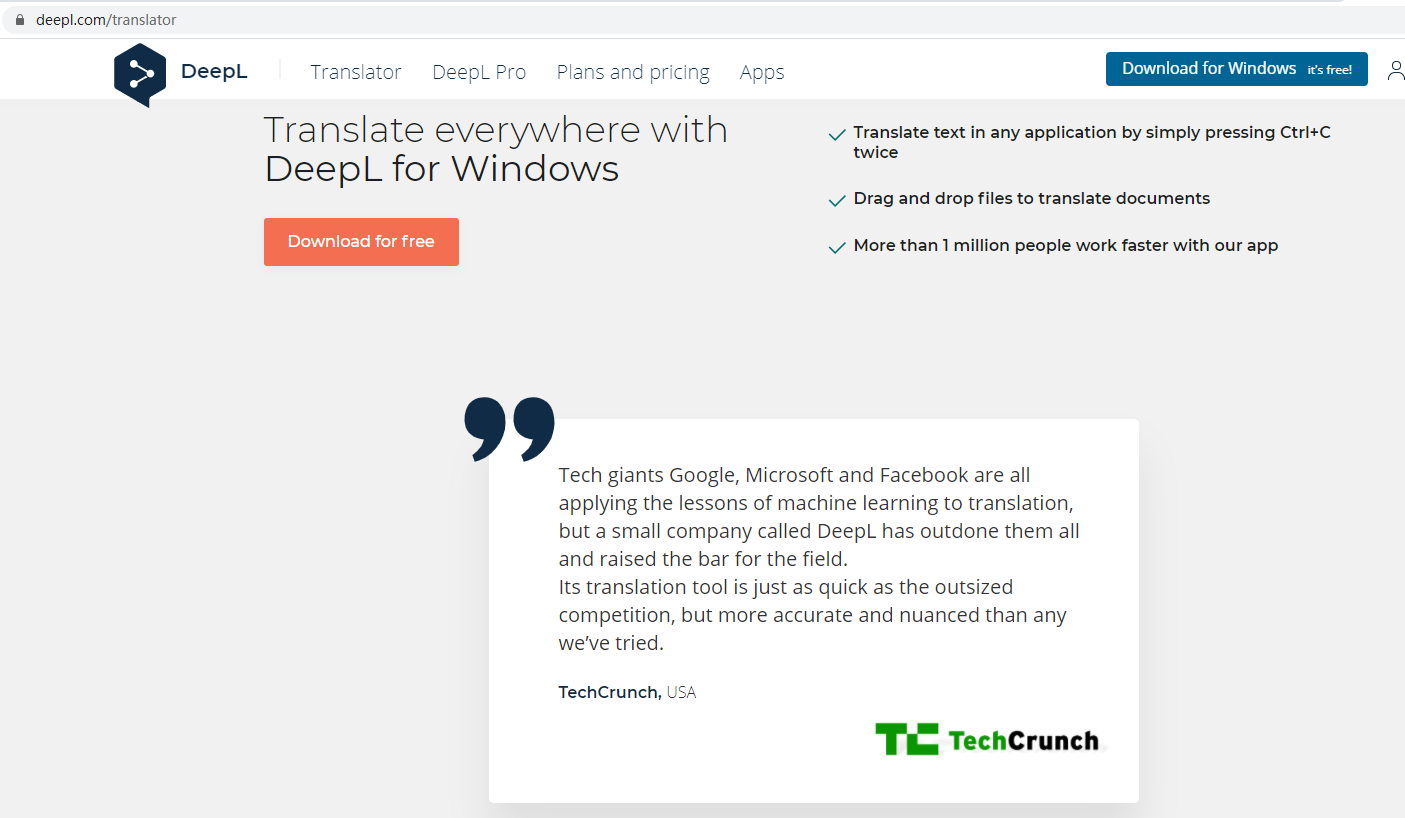 deepl.com/translator
DeepL Translator DeepL Pro Plans and pricing Apps Download for Windows it's free!
Translate everywhere with
DeepL for Windows
Download for free
Translate text in any application by simply pressing Ctrl+C
twice
Drag and drop files to translate documents
More than 1 million people work faster with our app
”
Tech giants Google, Microsoft and Facebook are all
applying the lessons of machine learning to translation,
but a small company called DeepL has outdone them all
and raised the bar for the field.
Its translation tool is just as quick as the outsized
competition, but more accurate and nuanced than any
we’ve tried.
TechCrunch, USA
TC TechCrunch